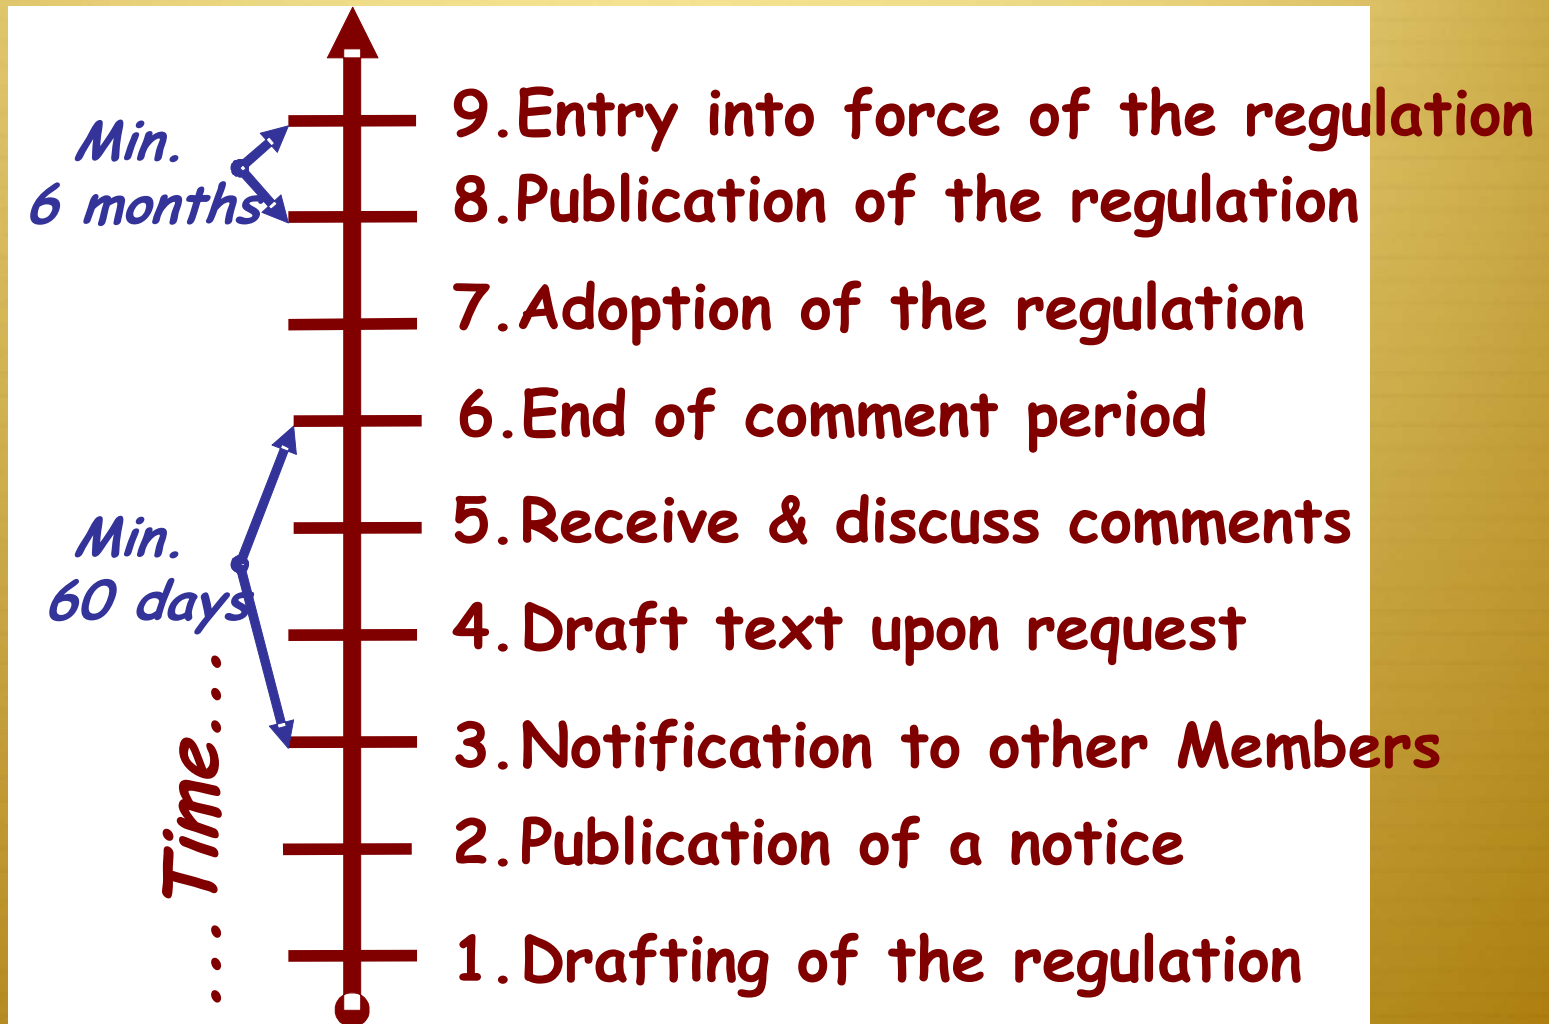 9.Entry into force of the regulation
Min.
6 months
8.Publication of the regulation
7.Adoption of the regulation
6.End of comment period
5.Receive & discuss comments
Min.
60 days
4.Draft text upon request
3.Notification to other Members
...Time...
2.Publication of a notice
1.Drafting of the regulation